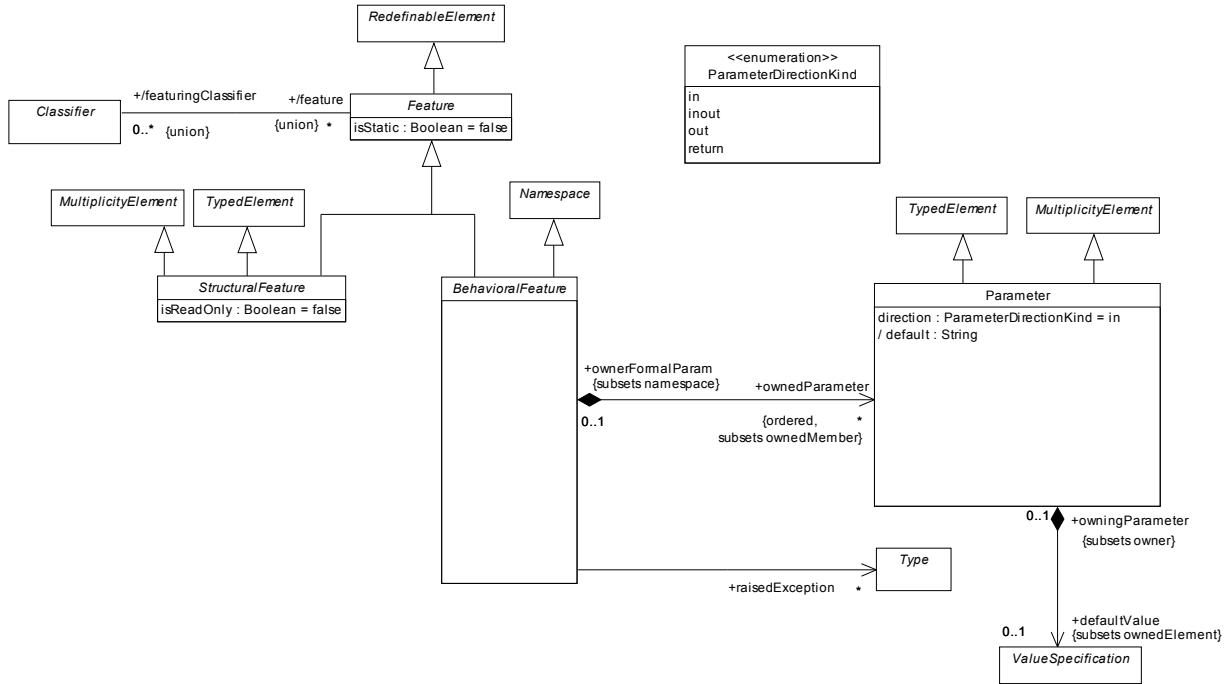 RedefinableElement
<<enumeration>>
ParameterDirectionKind
in
inout
out
return
+/featuringClassifier
+/feature
Classifier
Feature
0..*
{union}
{union}
*
isStatic : Boolean = false
MultiplicityElement
TypedElement
Namespace
TypedElement
MultiplicityElement
StructuralFeature
isReadOnly : Boolean = false
BehavioralFeature
Parameter
direction : ParameterDirectionKind = in
/ default : String
+ownerFormalParam
{subsets namespace}
+ownedParameter
0..1
{ordered,
*
subsets ownedMember}
0..1
+owningParameter
{subsets owner}
Type
+raisedException
*
+defaultValue
0..1
{subsets ownedElement}
ValueSpecification